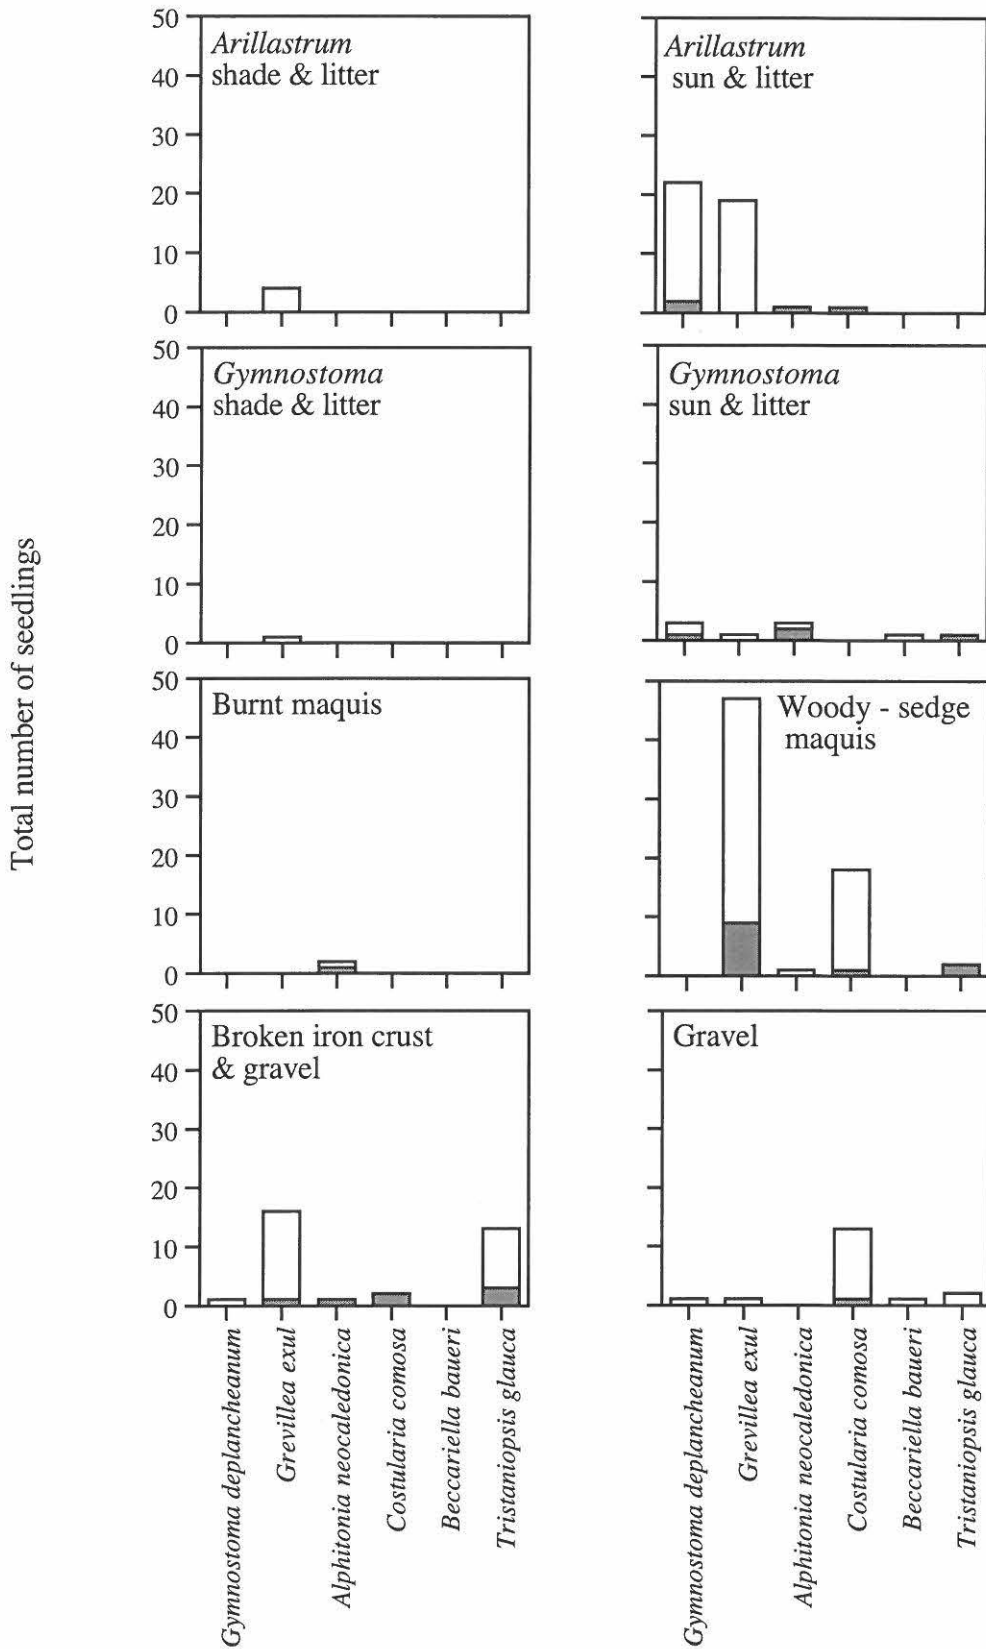 Total number of seedlings
50
40
30
20
10
0
Arillastrum
shade & litter
Arillastrum
sun & litter
50
40
30
20
10
0
Gymnostoma
shade & litter
Gymnostoma
sun & litter
50
40
30
20
10
0
Burnt maquis
Woody - sedge
maquis
50
40
30
20
10
0
Broken iron crust
& gravel
Gravel
Gymnostoma deplancheanum
Grevillea exul
Alphitonia neocaledonica
Costularia comosa
Beccariella baueri
Tristaniopsis glauca
Gymnostoma deplancheanum
Grevillea exul
Alphitonia neocaledonica
Costularia comosa
Beccariella baueri
Tristaniopsis glauca